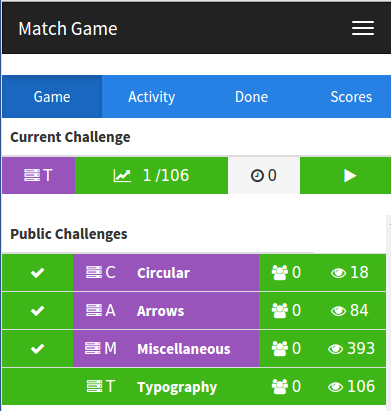 Match Game
Game Activity Done Scores
Current Challenge
T 1 /106 0
Public Challenges
C Circular 0 18
A Arrows 0 84
M Miscellaneous 0 393
T Typography 0 106